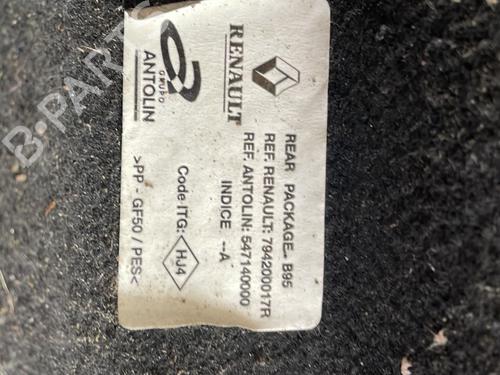 GRUPO
ANTOLIN
RENAULT
REAR PACKAGE. B95
REF. RENAULT: 794200017R
REF. ANTOLIN: 547140000
INDICE --A
Code ITG: HJ4
>PP - GF50 / PES<
B-PARTS